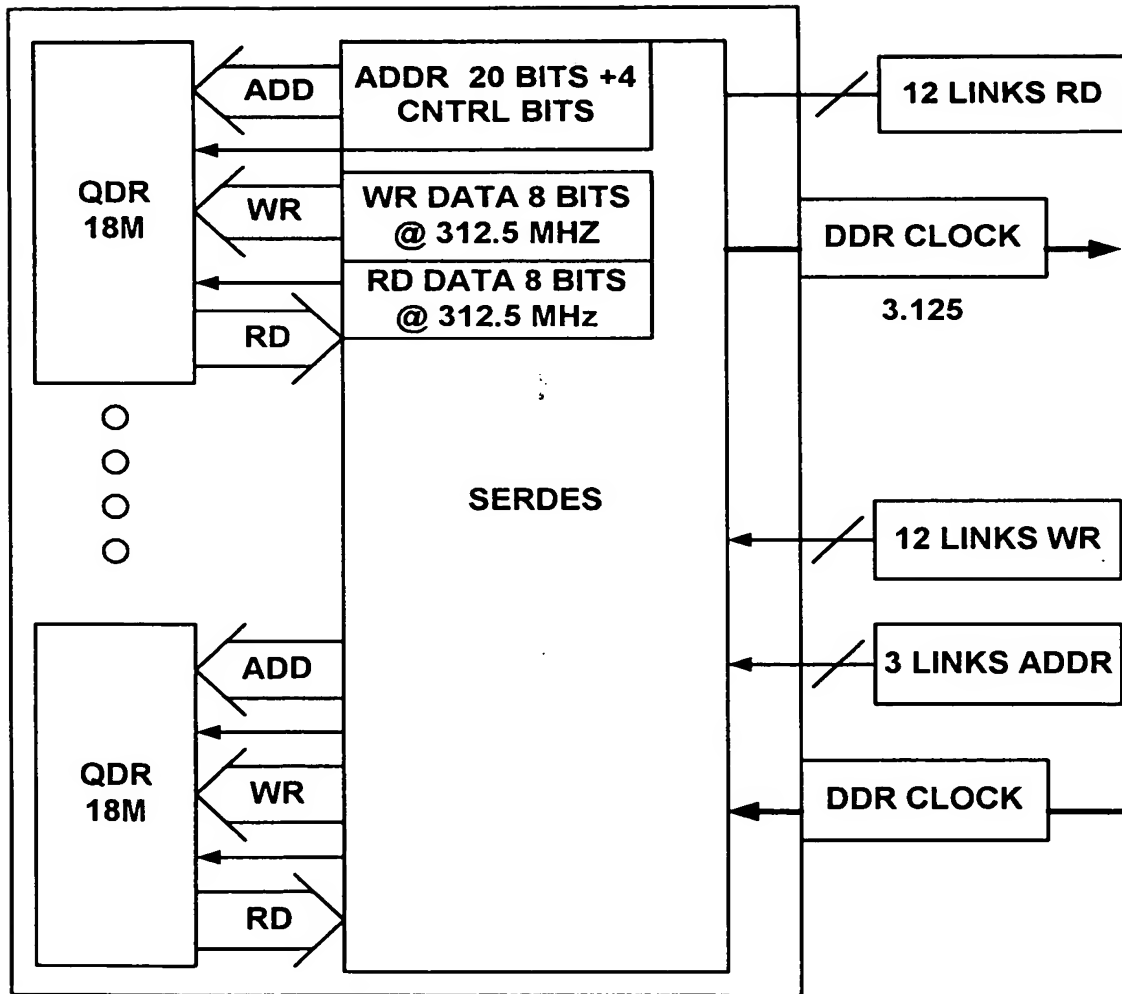 QDR
18M
ADD
ADDR 20 BITS +4
CNTRL BITS
WR
WR DATA 8 BITS
@ 312.5 MHZ
RD DATA 8 BITS
@ 312.5 MHz
RD
12 LINKS RD
DDR CLOCK
3.125
SERDES
12 LINKS WR
3 LINKS ADDR
DDR CLOCK
QDR
18M
ADD
WR
RD